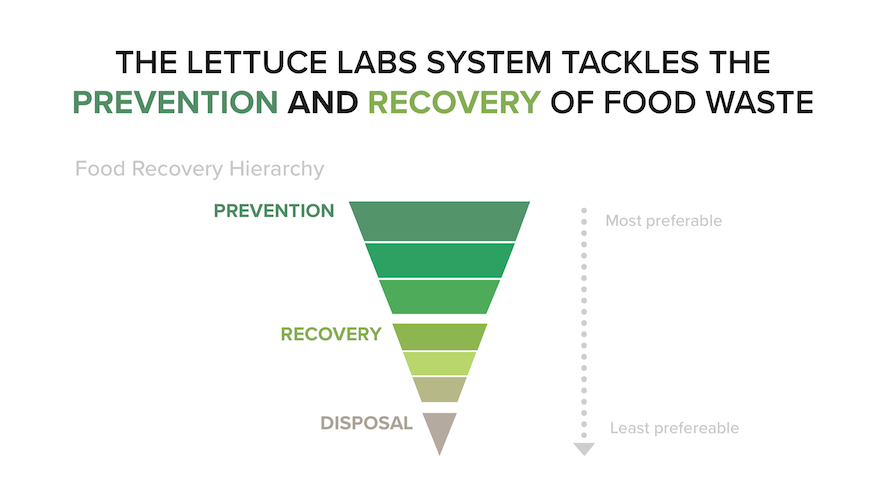 THE LETTUCE LABS SYSTEM TACKLES THE
PREVENTION AND RECOVERY OF FOOD WASTE
Food Recovery Hierarchy
PREVENTION
Most preferable
RECOVERY
DISPOSAL
Least prefereable